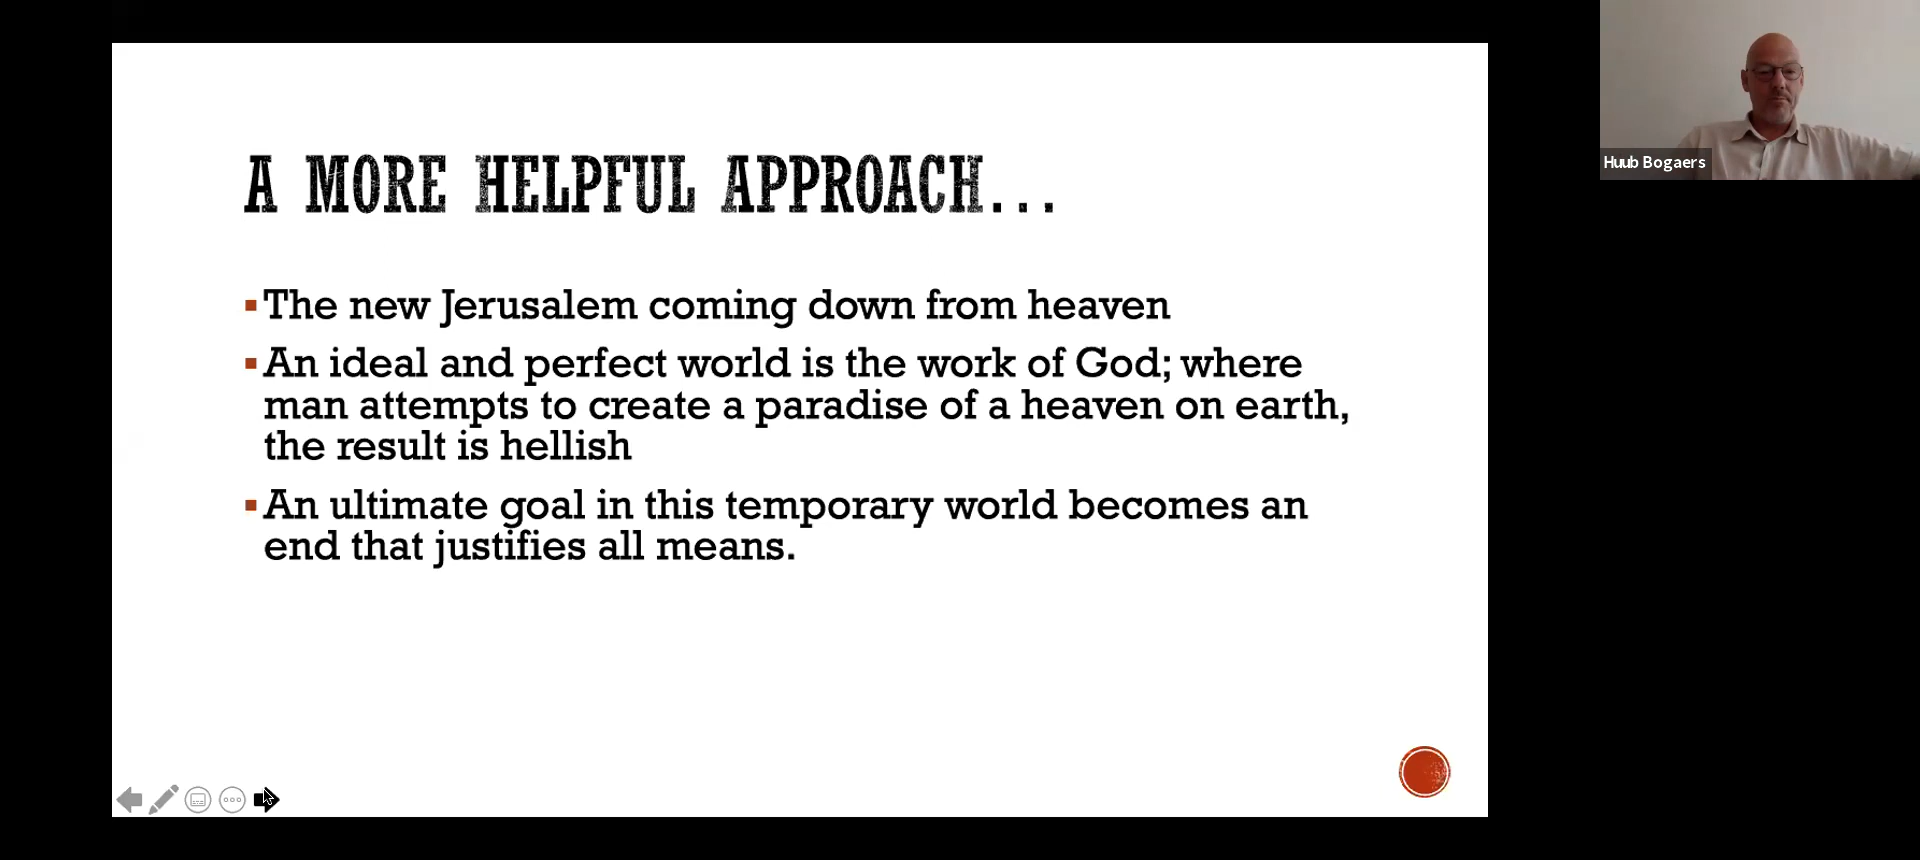 A MORE HELPFUL APPROACH...
The new Jerusalem coming down from heaven
An ideal and perfect world is the work of God; where
man attempts to create a paradise of a heaven on earth,
the result is hellish
An ultimate goal in this temporary world becomes an
end that justifies all means.
Huub Bogaers